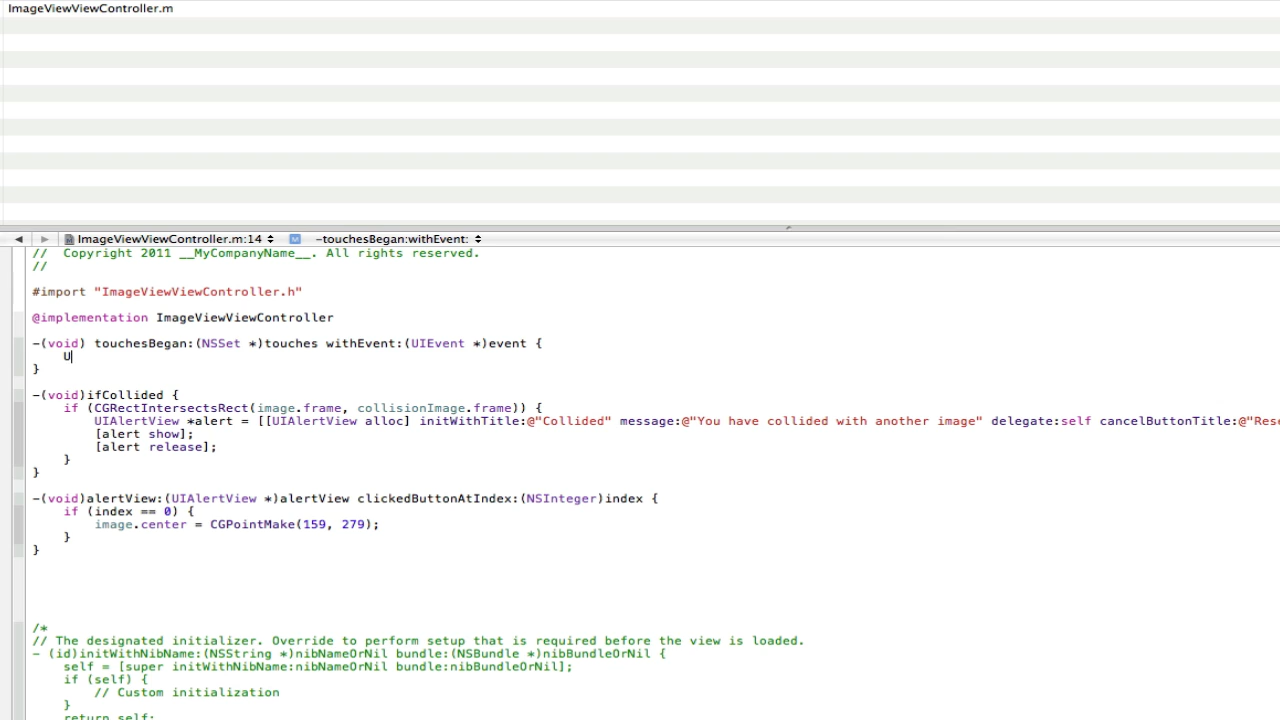 ImageViewViewController.m
ImageViewViewController.m:14 -touchesBegan:withEvent:
// Copyright 2011 __MyCompanyName__. All rights reserved.
//
#import "ImageViewViewController.h"
@implementation ImageViewViewController
-(void) touchesBegan:(NSSet *)touches withEvent:(UIEvent *)event {
U
}
-(void)ifCollided {
if (CGRectIntersectsRect(image.frame, collisionImage.frame)) {
UIAlertView *alert = [[UIAlertView alloc] initWithTitle:@"Collided" message:@"You have collided with another image" delegate:self cancelButtonTitle:@"Rese
[alert show];
[alert release];
}
}
-(void)alertView:(UIAlertView *)alertView clickedButtonAtIndex:(NSInteger)index {
if (index == 0) {
image.center = CGPointMake(159, 279);
}
}
/*
// The designated initializer. Override to perform setup that is required before the view is loaded.
- (id)initWithNibName:(NSString *)nibNameOrNil bundle:(NSBundle *)nibBundleOrNil {
self = [super initWithNibName:nibNameOrNil bundle:nibBundleOrNil];
if (self) {
// Custom initialization
}
return self;